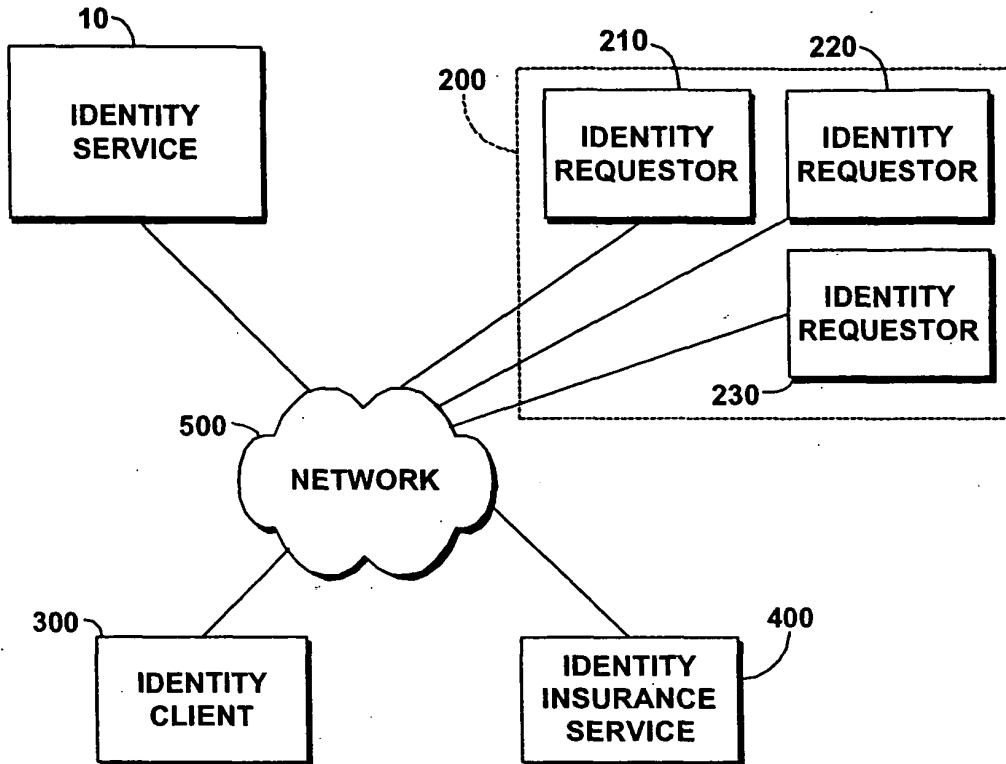 10
IDENTITY
SERVICE
200
210
IDENTITY
REQUESTOR
220
IDENTITY
REQUESTOR
IDENTITY
REQUESTOR
230
500
NETWORK
300
IDENTITY
CLIENT
400
IDENTITY
INSURANCE
SERVICE